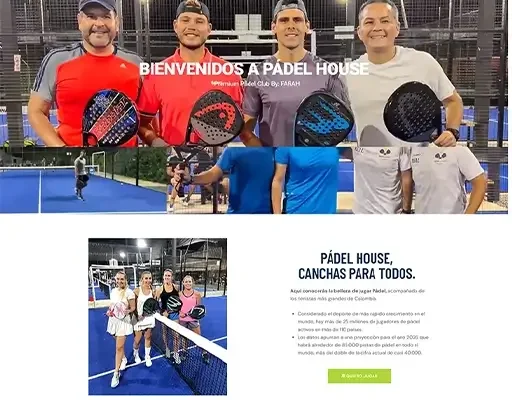 BIENVENIDOS A PÁDEL HOUSE
Premium Pádel Club By: FARAH
PÁDEL HOUSE,
CANCHAS PARA TODOS.
Aquí conocerás la belleza de jugar Pádel, acompañado de
los tenistas más grandes de Colombia.
Considerado el deporte de más rápido crecimiento en el
mundo, hay más de 25 millones de jugadores de pádel
activos en más de 110 países.
Los datos apuntan a una proyección para el año 2026 que
habrá alrededor de 85.000 pistas de pádel en todo el
mundo, más del doble de la cifra actual de casi 40.000.